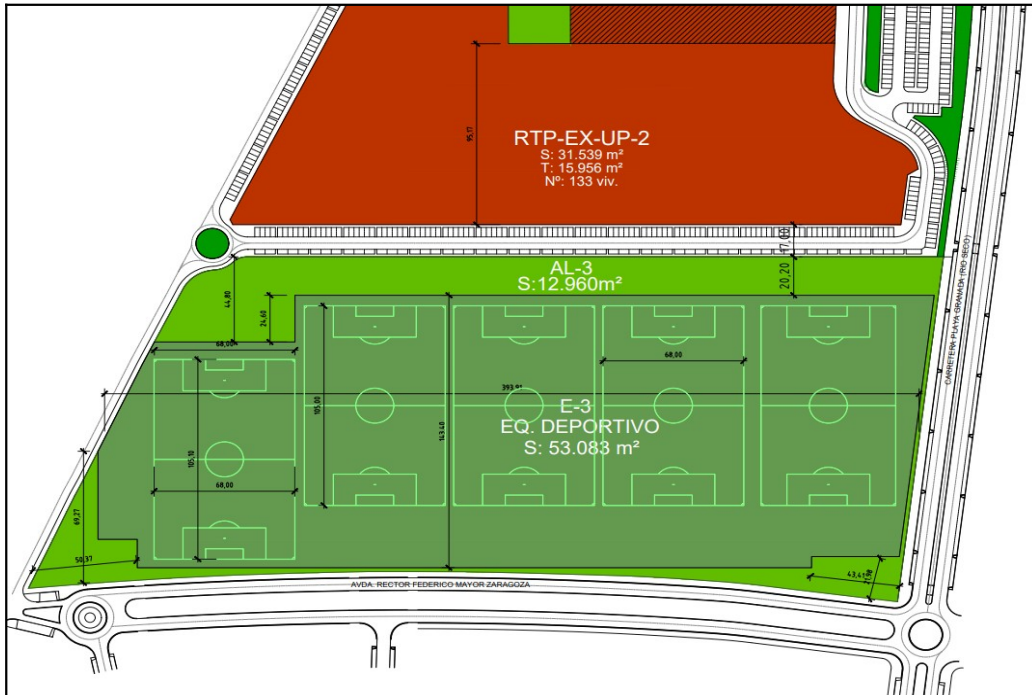 95,17
RTP-EX-UP-2
S: 31.539 m²
T: 15.956 m²
Nº: 133 viv.
17,00
AL-3
S:12.960m²
20,20
44,80
24,60
68,00
68,00
393,91
105,00
143,40
E-3
EQ. DEPORTIVO
S: 53.083 m²
105,10
68,00
69,27
50,37
43,41
AVDA. RECTOR FEDERICO MAYOR ZARAGOZA
CARRETERA PLAYA GRANADA (RIO SECO)